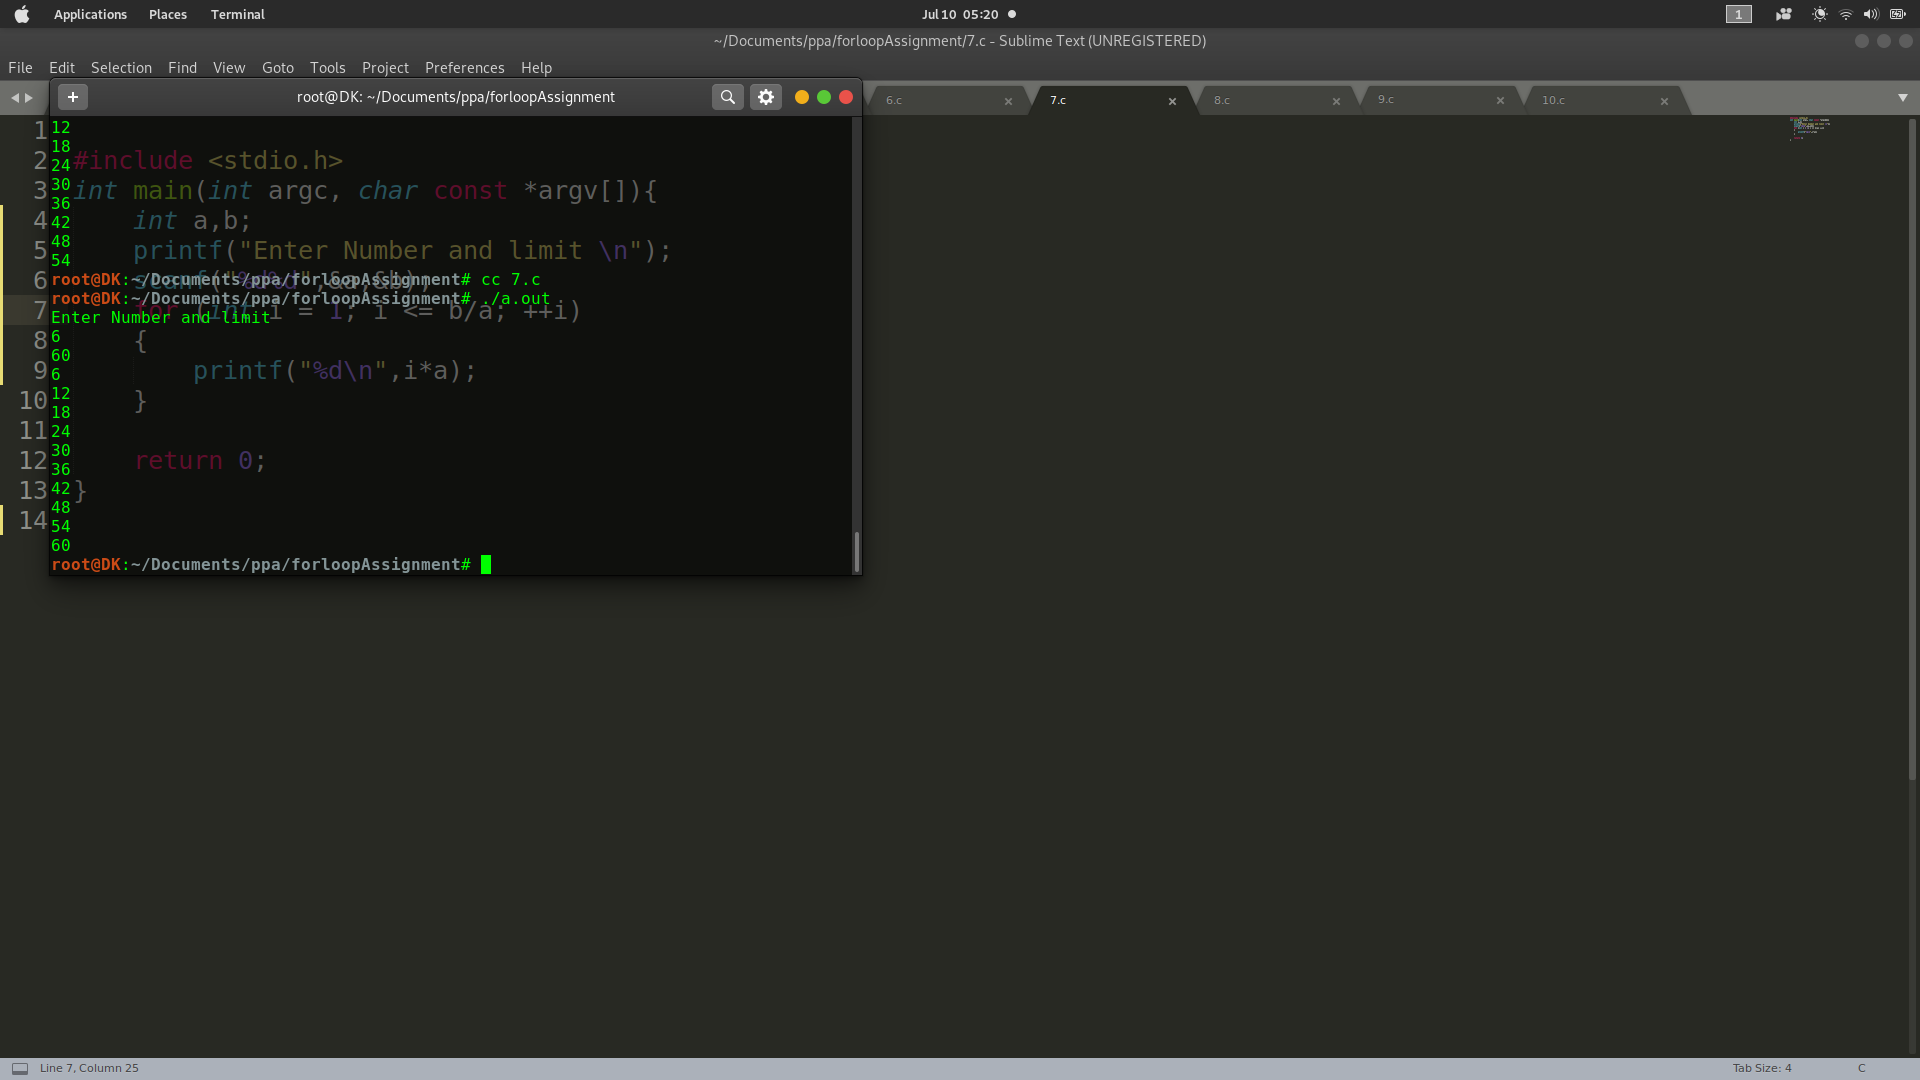 Applications Places Terminal Jul 10 05:20 1
~/Documents/ppa/forloopAssignment/7.c - Sublime Text (UNREGISTERED)
File Edit Selection Find View Goto Tools Project Preferences Help
root@DK: ~/Documents/ppa/forloopAssignment
6.c 7.c 8.c 9.c 10.c
12
18
24
30
36
42
48
54
root@DK:~/Documents/ppa/forloopAssignment# cc 7.c
root@DK:~/Documents/ppa/forloopAssignment# ./a.out
Enter Number and limit
6
60
6
12
18
24
30
36
42
48
54
60
root@DK:~/Documents/ppa/forloopAssignment#
1
2 #include <stdio.h>
3 int main(int argc, char const *argv[]){
4 int a,b;
5 printf("Enter Number and limit \n");
6 scanf("%d%d",&a,&b);
7 for (int i = 1; i <= b/a; ++i)
8 {
9 printf("%d\n",i*a);
10 }
11
12 return 0;
13 }
14
Line 7, Column 25 Tab Size: 4 C